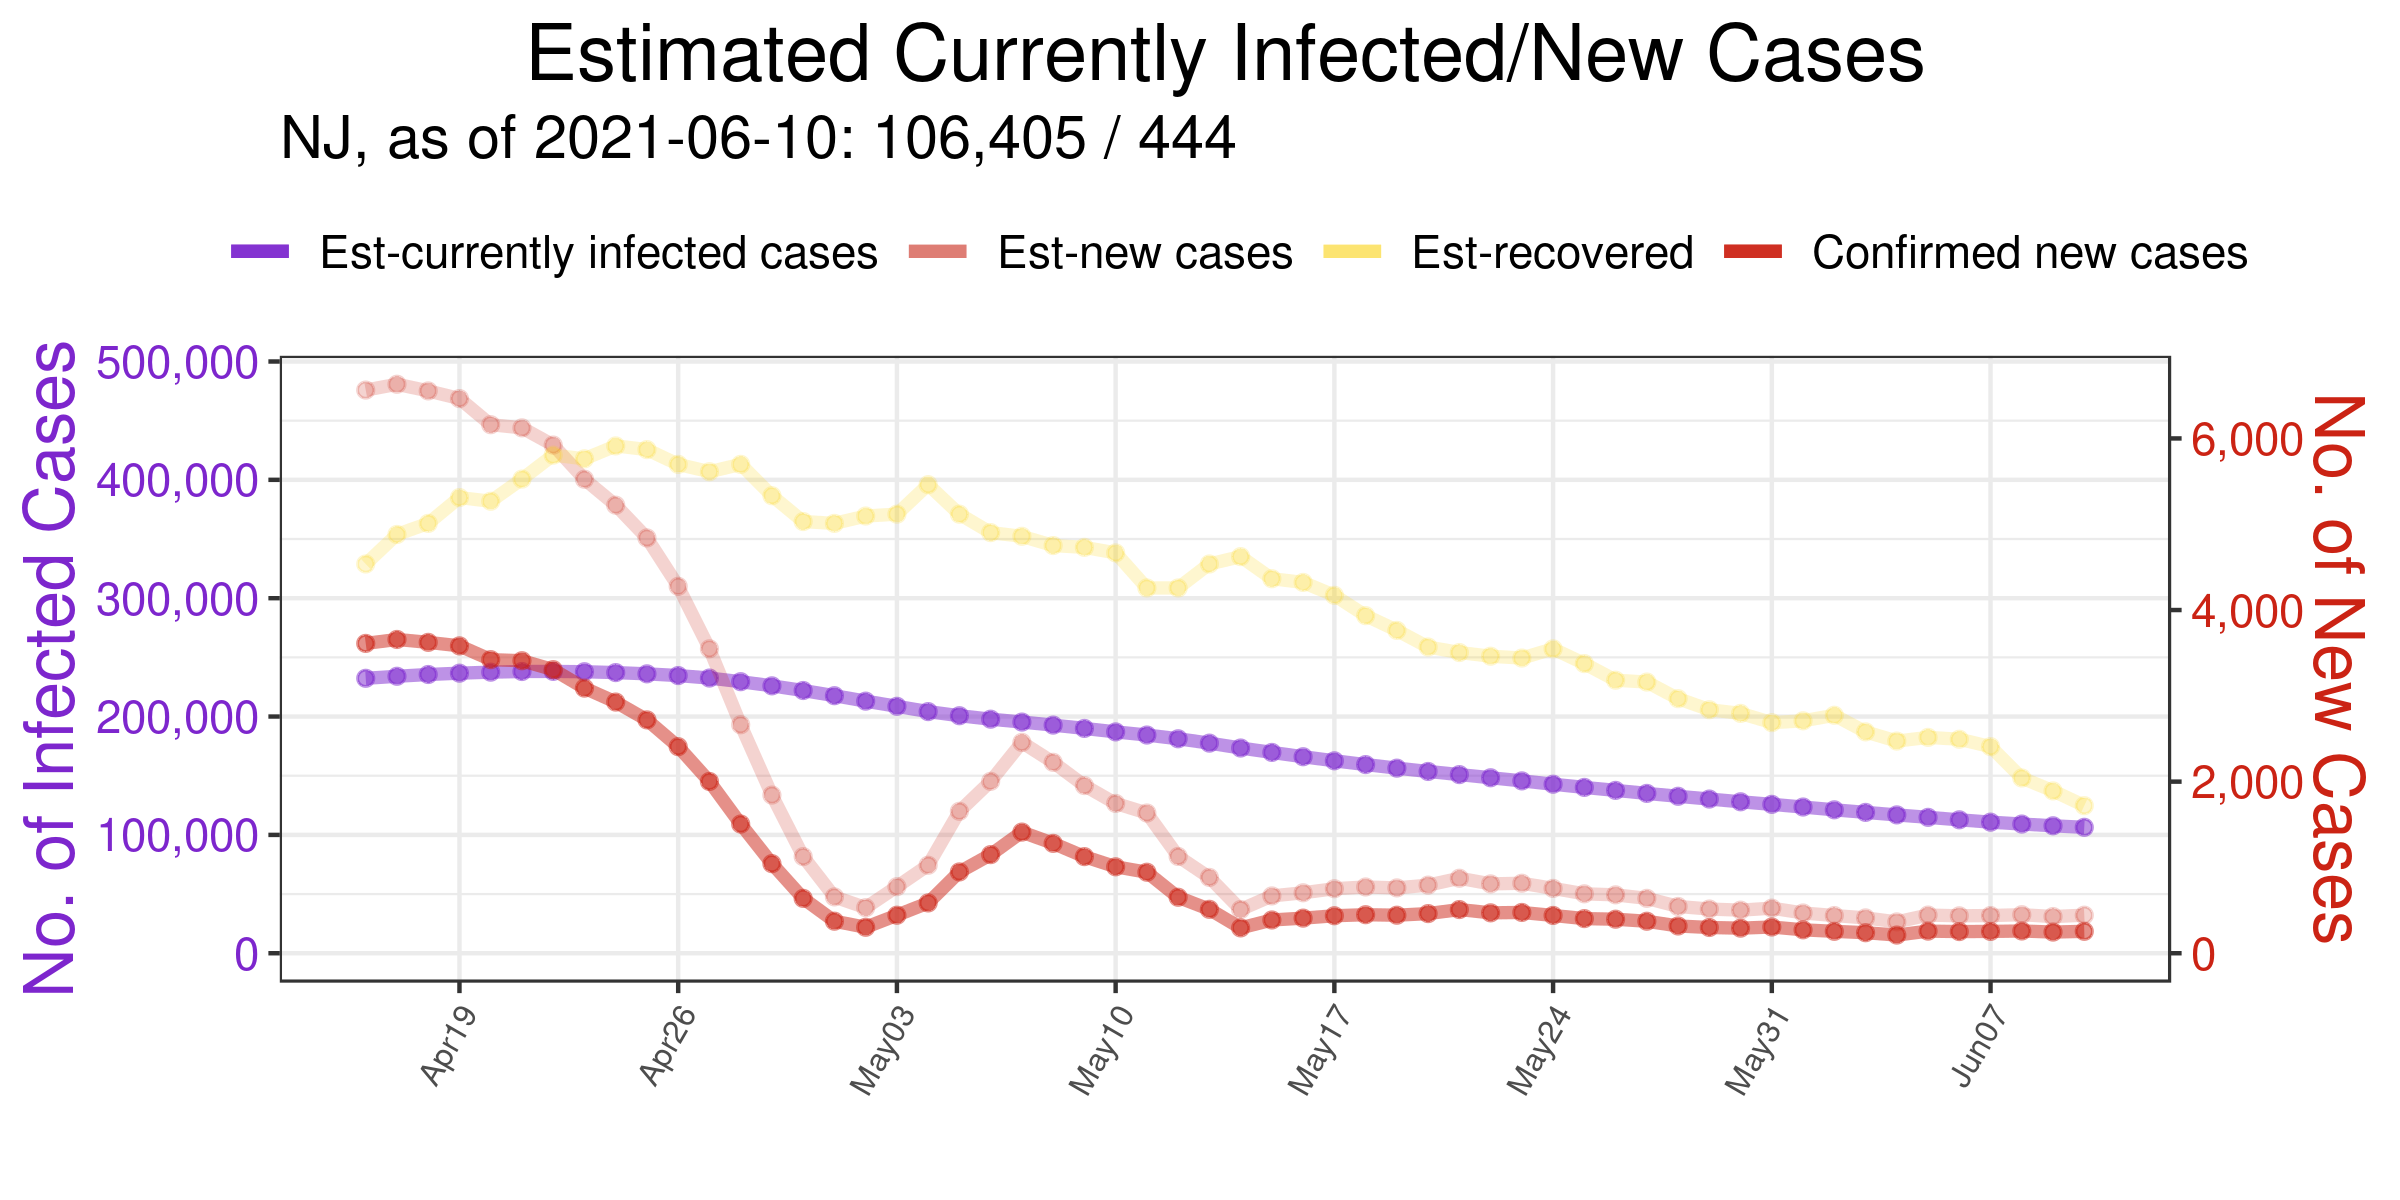 Estimated Currently Infected/New Cases
NJ, as of 2021-06-10: 106,405 / 444
Est-currently infected cases Est-new cases Est-recovered Confirmed new cases
No. of Infected Cases
500,000
400,000
300,000
200,000
100,000
0
6,000
4,000
2,000
0
No. of New Cases
Apr19 Apr26 May03 May10 May17 May24 May31 Jun07